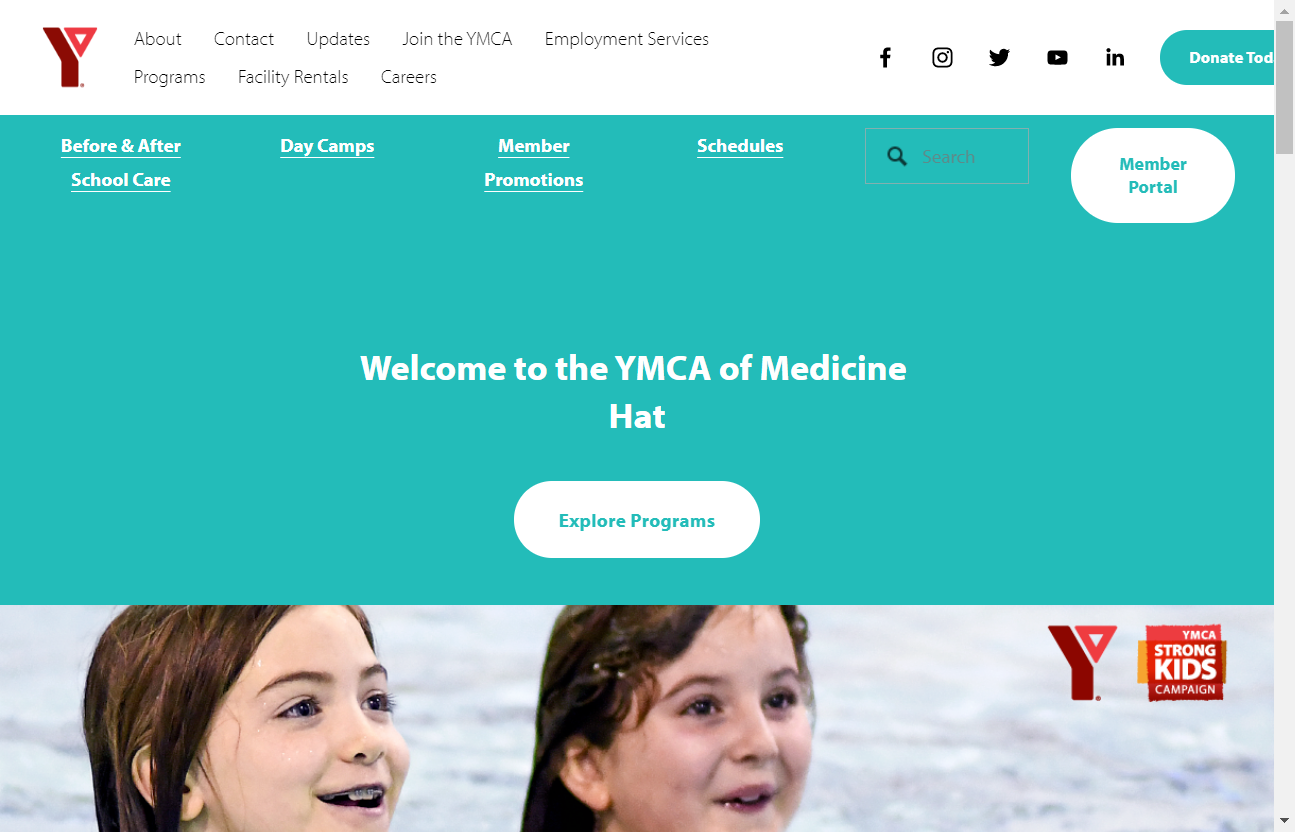 About Contact Updates Join the YMCA Employment Services
Programs Facility Rentals Careers
Donate Tod
Before & After
School Care
Day Camps
Member
Promotions
Schedules
Search
Member
Portal
Welcome to the YMCA of Medicine
Hat
Explore Programs
YMCA
STRONG
KIDS
CAMPAIGN